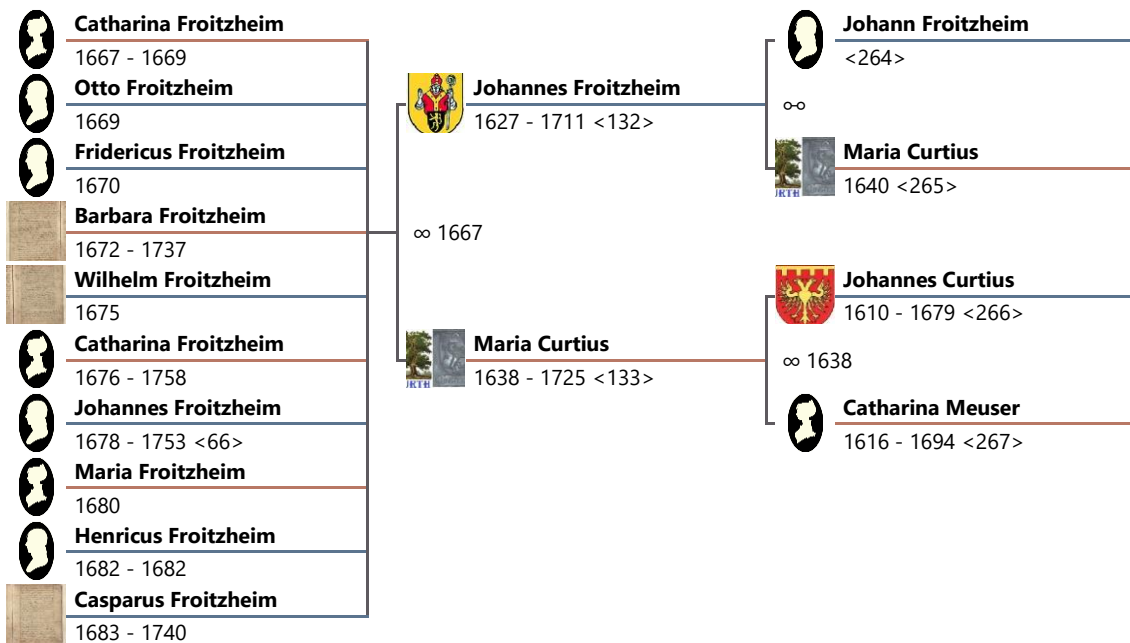 Catharina Froitzheim
1667 - 1669
Otto Froitzheim
1669
Fridericus Froitzheim
1670
Barbara Froitzheim
1672 - 1737
Wilhelm Froitzheim
1675
Catharina Froitzheim
1676 - 1758
Johannes Froitzheim
1678 - 1753 <66>
Maria Froitzheim
1680
Henricus Froitzheim
1682 - 1682
Casparus Froitzheim
1683 - 1740
Johannes Froitzheim
1627 - 1711 <132>
∞ 1667
Maria Curtius
1638 - 1725 <133>
Johann Froitzheim
<264>
⚯
Maria Curtius
1640 <265>
Johannes Curtius
1610 - 1679 <266>
∞ 1638
Catharina Meuser
1616 - 1694 <267>